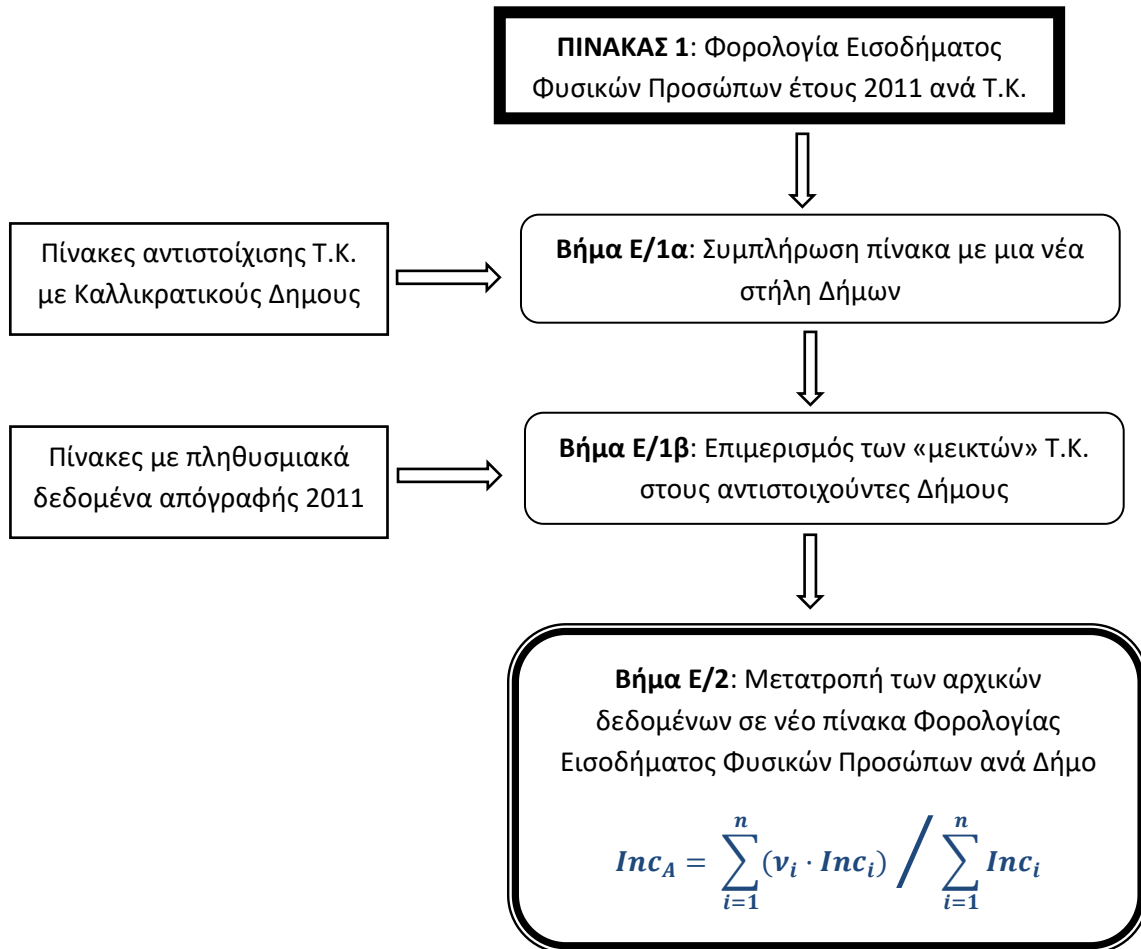 ΠΙΝΑΚΑΣ 1: Φορολογία Εισοδήματος
Φυσικών Προσώπων έτους 2011 ανά Τ.Κ.
Πίνακες αντιστοίχισης Τ.Κ.
με Καλλικρατικούς Δημους
Βήμα Ε/1α: Συμπλήρωση πίνακα με μια νέα
στήλη Δήμων
Πίνακες με πληθυσμιακά
δεδομένα απόγραφής 2011
Βήμα Ε/1β: Επιμερισμός των «μεικτών» Τ.Κ.
στους αντιστοιχούντες Δήμους
Βήμα Ε/2: Μετατροπή των αρχικών
δεδομένων σε νέο πίνακα Φορολογίας
Εισοδήματος Φυσικών Προσώπων ανά Δήμο
Inc_A = ∑_{i=1}^{n} (ν_i · Inc_i) / ∑_{i=1}^{n} Inc_i